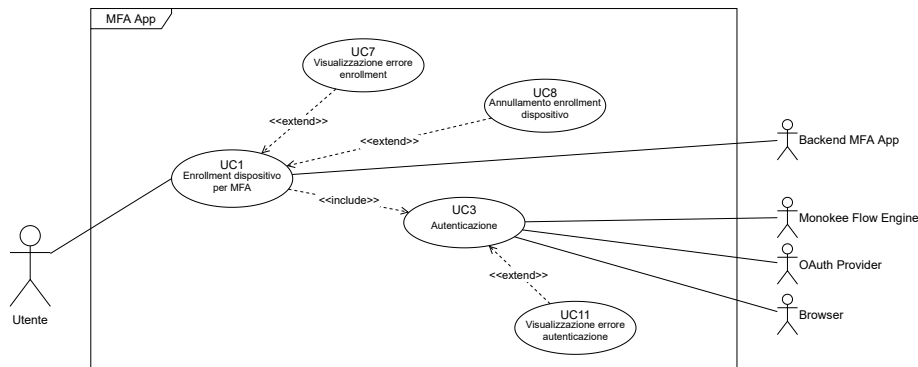 MFA App
UC7
Visualizzazione errore
enrollment
UC8
Annullamento enrollment
dispositivo
<<extend>>
<<extend>>
Backend MFA App
UC1
Enrollment dispositivo
per MFA
<<include>>
UC3
Autenticazione
Monokee Flow Engine
OAuth Provider
<<extend>>
Browser
Utente
UC11
Visualizzazione errore
autenticazione